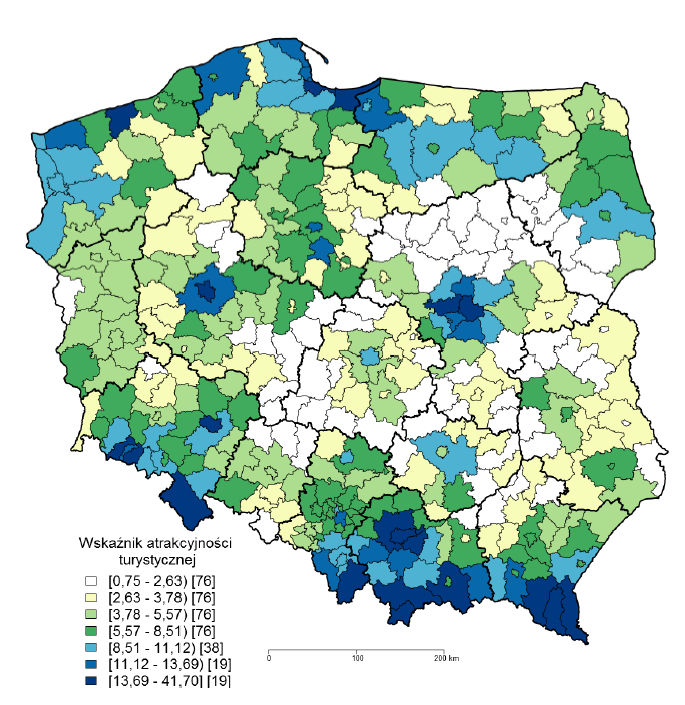 Wskaźnik atrakcyjności
turystycznej
[0,75 - 2,63) [76]
[2,63 - 3,78) [76]
[3,78 - 5,57) [76]
[5,57 - 8,51) [76]
[8,51 - 11,12) [38]
[11,12 - 13,69) [19]
[13,69 - 41,70] [19]
0 100 200 km